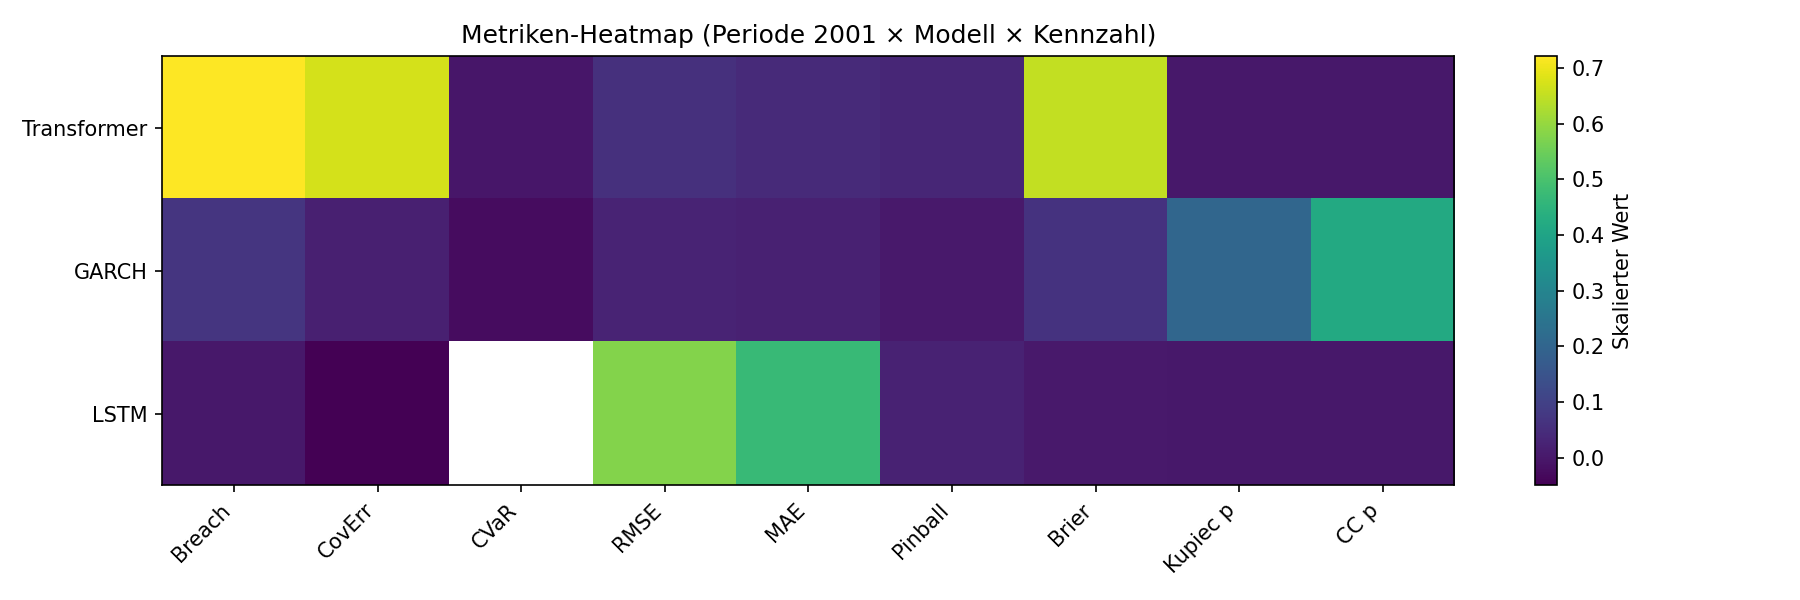 Metriken-Heatmap (Periode 2001 × Modell × Kennzahl)
Transformer
GARCH
LSTM
Breach
CovErr
CVaR
RMSE
MAE
Pinball
Brier
Kupiec p
CC p
0.7
0.6
0.5
0.4
0.3
0.2
0.1
0.0
Skalierter Wert